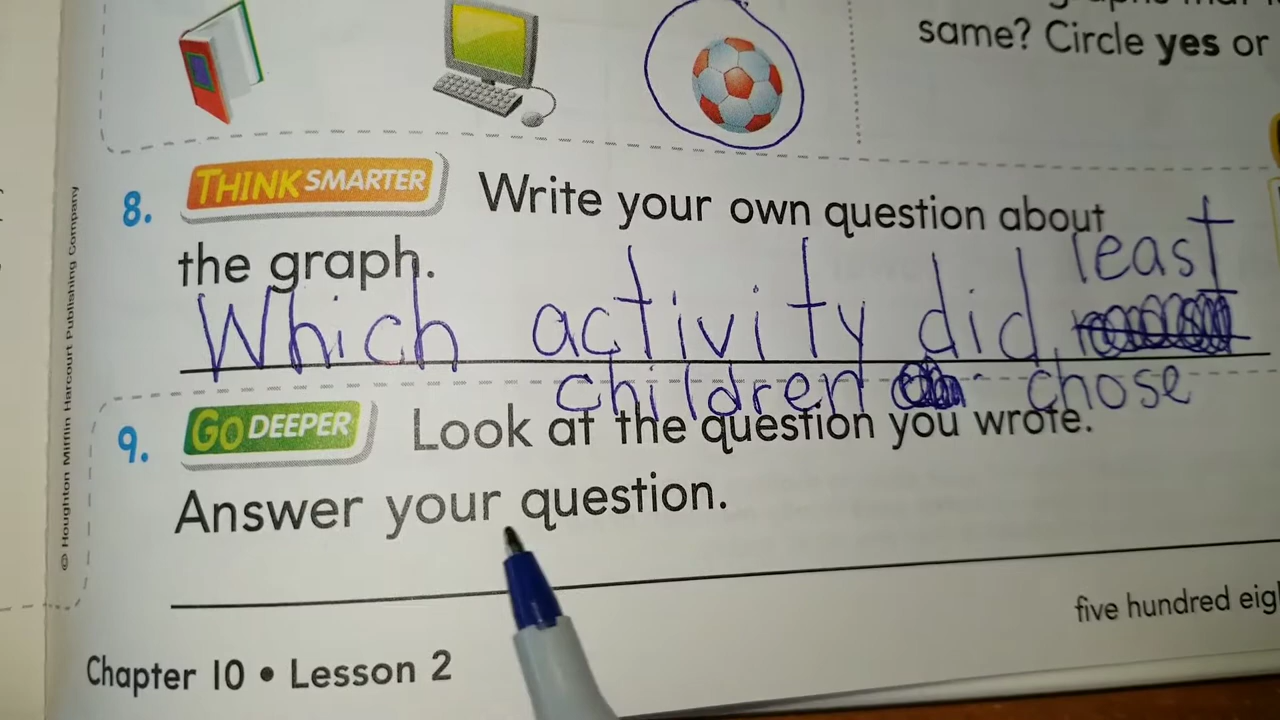 same? Circle yes or
8. THINK SMARTER Write your own question about
the graph.
least
Which activity did
children chose
9. GO DEEPER Look at the question you wrote.
Answer your question.
five hundred eig
Chapter 10 • Lesson 2
© Houghton Mifflin Harcourt Publishing Company